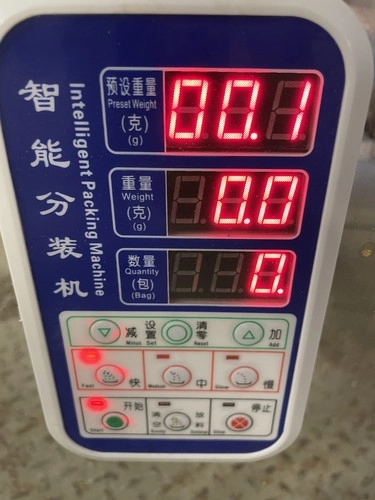 智能分装机
Intelligent Packing Machine
预设重量
Preset Weight
(克)
(g)
00.1
重量
Weight
(克)
(g)
0.0
数量
Quantity
(包)
(Bag)
0.
减 设置 清零 加
Minus Set Reset Add
快 中 慢
Fast Medium Slow
开始 清空 放料 停止
Start Empty Stop